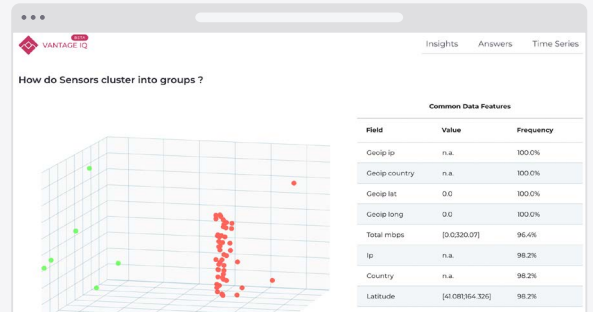 BETA
VANTAGE IQ
Insights Answers Time Series
How do Sensors cluster into groups ?
Common Data Features
Field Value Frequency
Geoip ip n.a. 100.0%
Geoip country n.a. 100.0%
Geoip lat 0.0 100.0%
Geoip long 0.0 100.0%
Total mbps [0.0;320.07] 96.4%
Ip n.a. 98.2%
Country n.a. 98.2%
Latitude [41.081;164.326] 98.2%